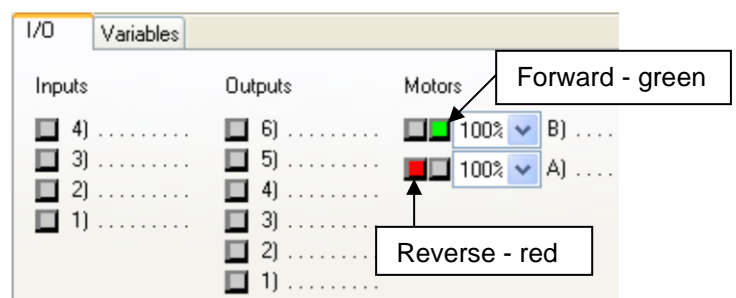 I/O Variables
Forward - green
Inputs Outputs Motors
4) ......... 6) ......... 100% B) ....
3) ......... 5) ......... 100% A) ....
2) ......... 4) .........
1) ......... 3) .........
2) .........
1) .........
Reverse - red